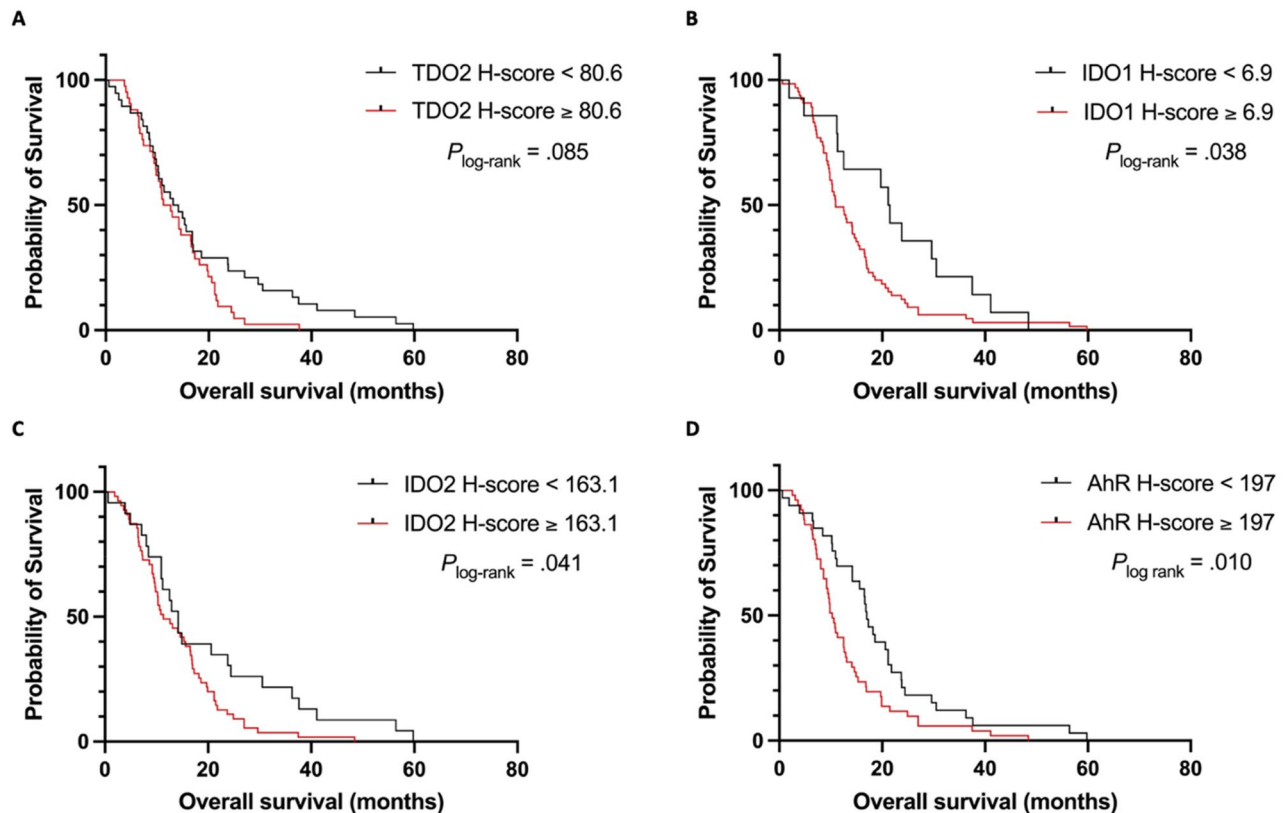 A
TDO2 H-score < 80.6
TDO2 H-score ≥ 80.6
P log-rank = .085
Probability of Survival
100
50
0
0 20 40 60 80
Overall survival (months)
B
IDO1 H-score < 6.9
IDO1 H-score ≥ 6.9
P log-rank = .038
Probability of Survival
100
50
0
0 20 40 60 80
Overall survival (months)
C
IDO2 H-score < 163.1
IDO2 H-score ≥ 163.1
P log-rank = .041
Probability of Survival
100
50
0
0 20 40 60 80
Overall survival (months)
D
AhR H-score < 197
AhR H-score ≥ 197
P log rank = .010
Probability of Survival
100
50
0
0 20 40 60 80
Overall survival (months)